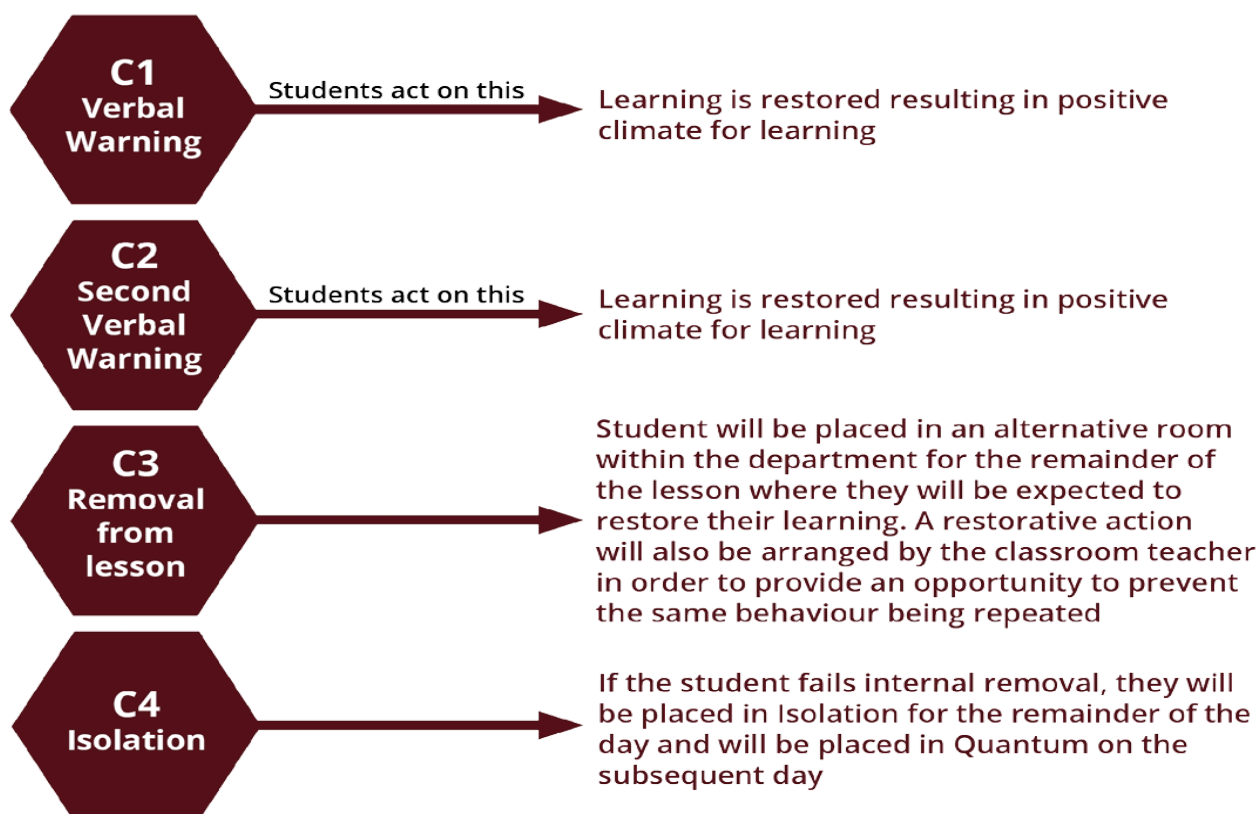 C1
Verbal
Warning
Students act on this
Learning is restored resulting in positive
climate for learning
C2
Second
Verbal
Warning
Students act on this
Learning is restored resulting in positive
climate for learning
C3
Removal
from
lesson
Student will be placed in an alternative room
within the department for the remainder of
the lesson where they will be expected to
restore their learning. A restorative action
will also be arranged by the classroom teacher
in order to provide an opportunity to prevent
the same behaviour being repeated
C4
Isolation
If the student fails internal removal, they will
be placed in Isolation for the remainder of the
day and will be placed in Quantum on the
subsequent day